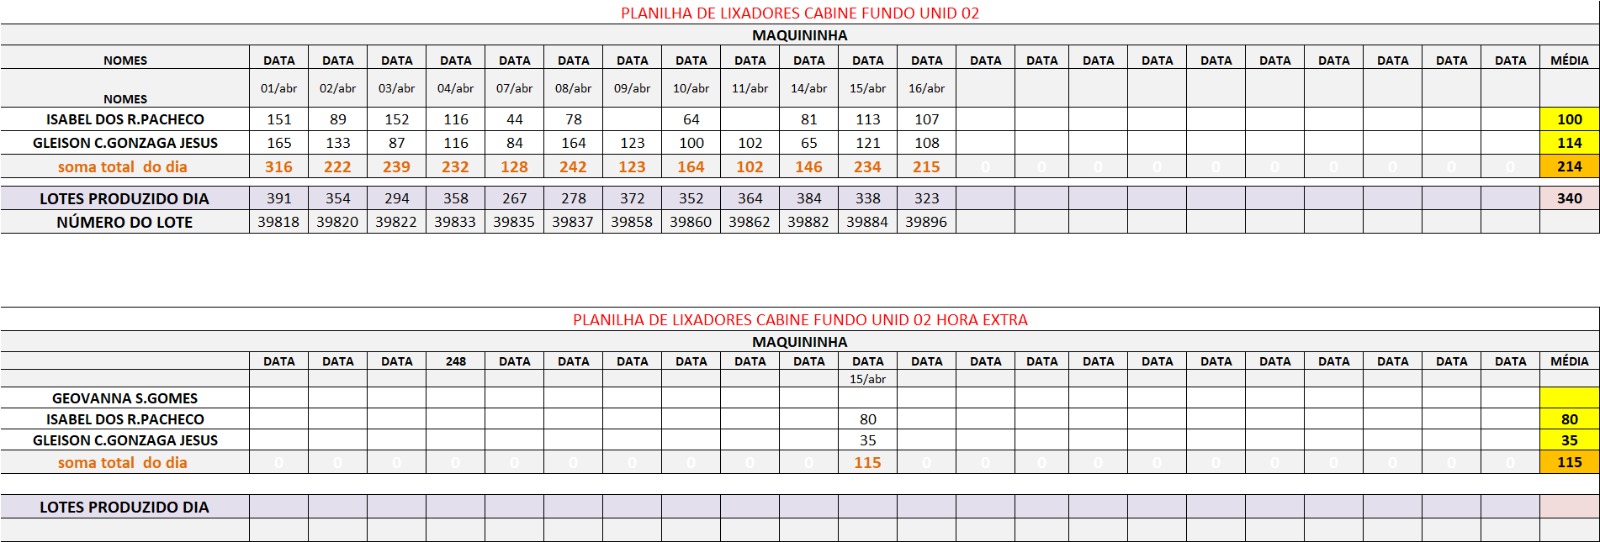 PLANILHA DE LIXADORES CABINE FUNDO UNID 02
MAQUININHA
NOMES DATA DATA DATA DATA DATA DATA DATA DATA DATA DATA DATA DATA DATA DATA DATA DATA DATA DATA DATA DATA DATA DATA MÉDIA
NOMES 01/abr 02/abr 03/abr 04/abr 07/abr 08/abr 09/abr 10/abr 11/abr 14/abr 15/abr 16/abr
ISABEL DOS R.PACHECO 151 89 152 116 44 78 64 81 113 107 100
GLEISON C.GONZAGA JESUS 165 133 87 116 84 164 123 100 102 65 121 108 114
soma total do dia 316 222 239 232 128 242 123 164 102 146 234 215 0 0 0 0 0 0 0 0 0 0 214
LOTES PRODUZIDO DIA 391 354 294 358 267 278 372 352 364 384 338 323 340
NÚMERO DO LOTE 39818 39820 39822 39833 39835 39837 39858 39860 39862 39882 39884 39896
PLANILHA DE LIXADORES CABINE FUNDO UNID 02 HORA EXTRA
MAQUININHA
DATA DATA DATA 248 DATA DATA DATA DATA DATA DATA DATA DATA DATA DATA DATA DATA DATA DATA DATA DATA DATA DATA MÉDIA
15/abr
GEOVANNA S.GOMES
ISABEL DOS R.PACHECO 80 80
GLEISON C.GONZAGA JESUS 35 35
soma total do dia 0 0 0 0 0 0 0 0 0 0 115 0 0 0 0 0 0 0 0 0 0 0 115
LOTES PRODUZIDO DIA